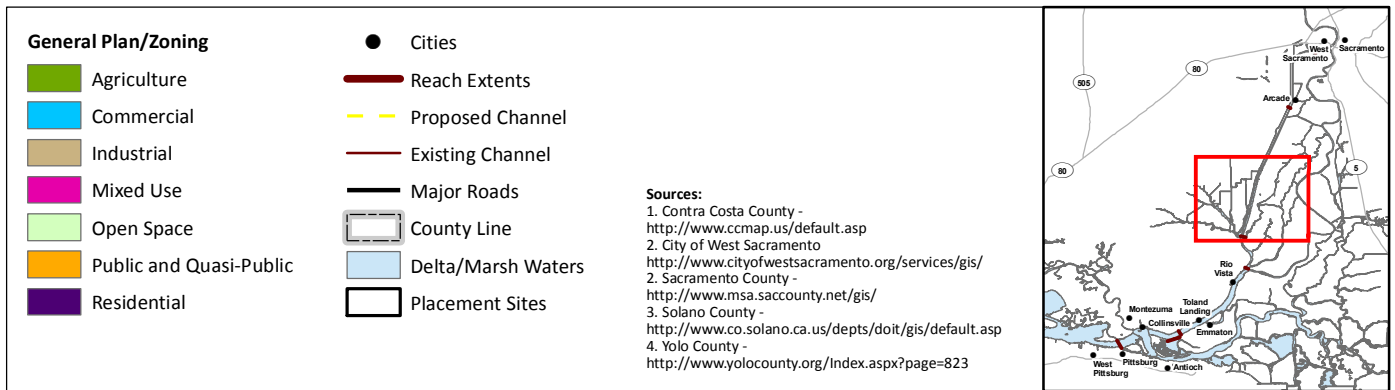 General Plan/Zoning
Agriculture
Commercial
Industrial
Mixed Use
Open Space
Public and Quasi-Public
Residential
Cities
Reach Extents
Proposed Channel
Existing Channel
Major Roads
County Line
Delta/Marsh Waters
Placement Sites
Sources:
1. Contra Costa County -
http://www.ccmap.us/default.asp
2. City of West Sacramento
http://www.cityofwestsacramento.org/services/gis/
2. Sacramento County -
http://www.msa.saccounty.net/gis/
3. Solano County -
http://www.co.solano.ca.us/depts/doit/gis/default.asp
4. Yolo County -
http://www.yolocounty.org/Index.aspx?page=823
West
Sacramento
Sacramento
80
505
Arcade
5
80
Rio
Vista
Montezuma
Toland
Landing
Collinsville
Emmaton
West
Pittsburg
Pittsburg
Antioch